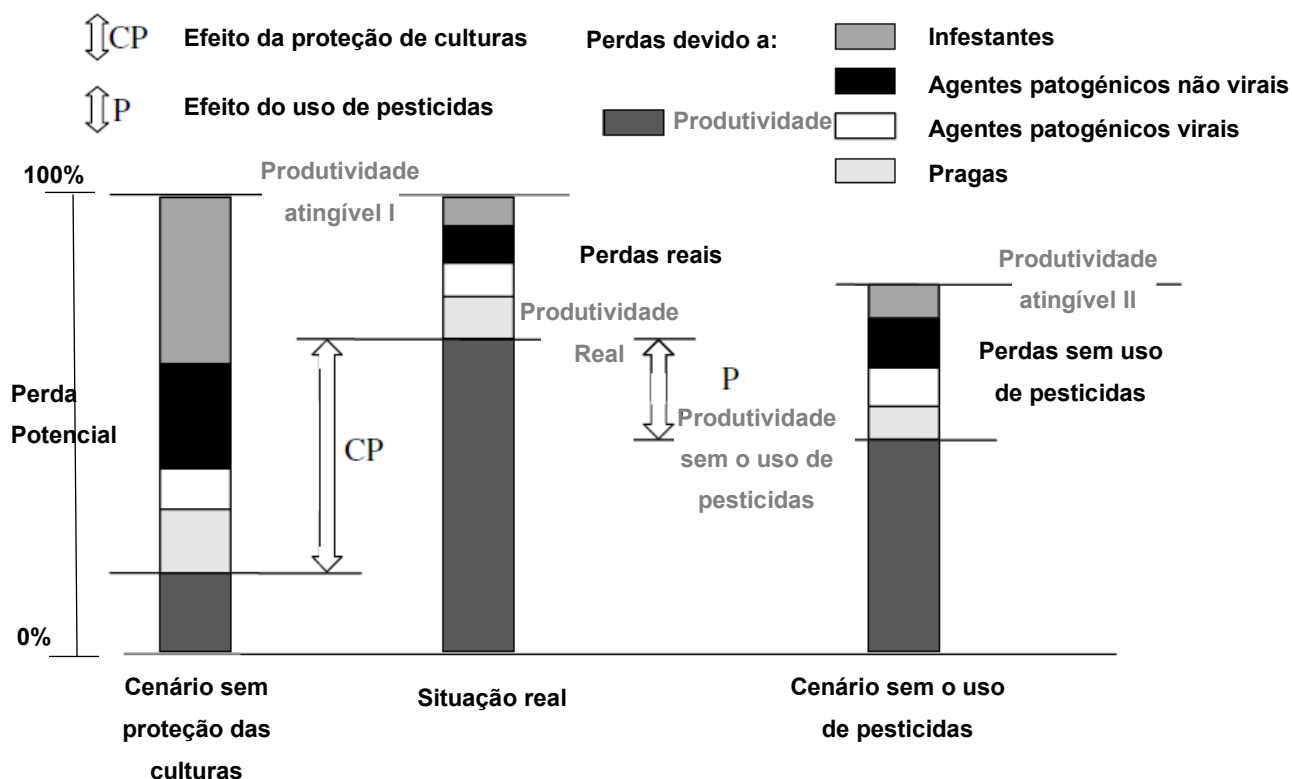 CP Efeito da proteção de culturas
P Efeito do uso de pesticidas
Perdas devido a:
Infestantes
Agentes patogénicos não virais
Produtividade
Agentes patogénicos virais
Pragas
100%
Produtividade
atingível I
Perdas reais
Produtividade
Real
Produtividade
atingível II
Perdas sem uso
de pesticidas
Perda
Potencial
CP
P
Produtividade
sem o uso de
pesticidas
0%
Cenário sem
proteção das
culturas
Situação real
Cenário sem o uso
de pesticidas